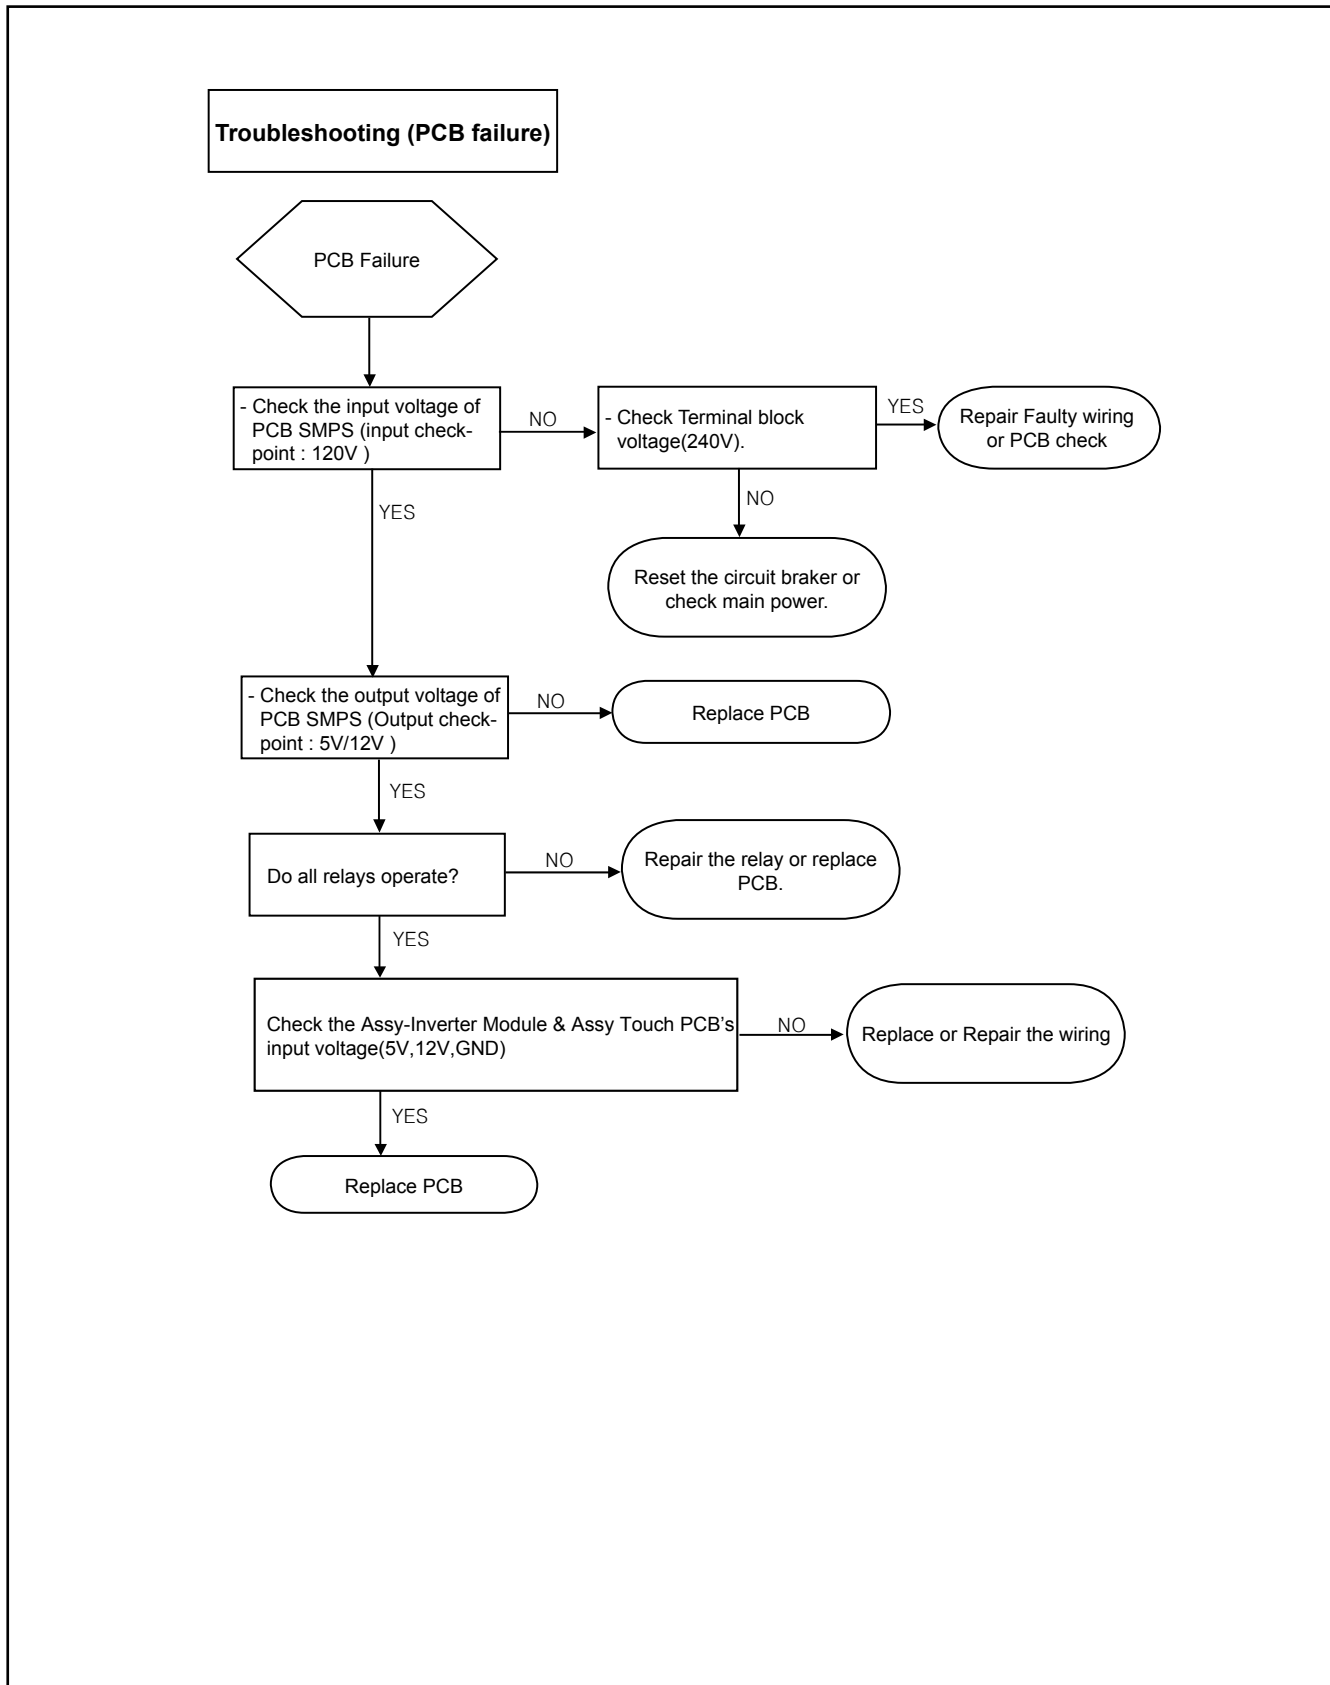 Troubleshooting (PCB failure)
PCB Failure
- Check the input voltage of
PCB SMPS (input check-
point : 120V )
NO
- Check Terminal block
voltage(240V).
YES
Repair Faulty wiring
or PCB check
NO
Reset the circuit braker or
check main power.
YES
- Check the output voltage of
PCB SMPS (Output check-
point : 5V/12V )
NO
Replace PCB
YES
Do all relays operate?
NO
Repair the relay or replace
PCB.
YES
Check the Assy-Inverter Module & Assy Touch PCB’s
input voltage(5V,12V,GND)
NO
Replace or Repair the wiring
YES
Replace PCB